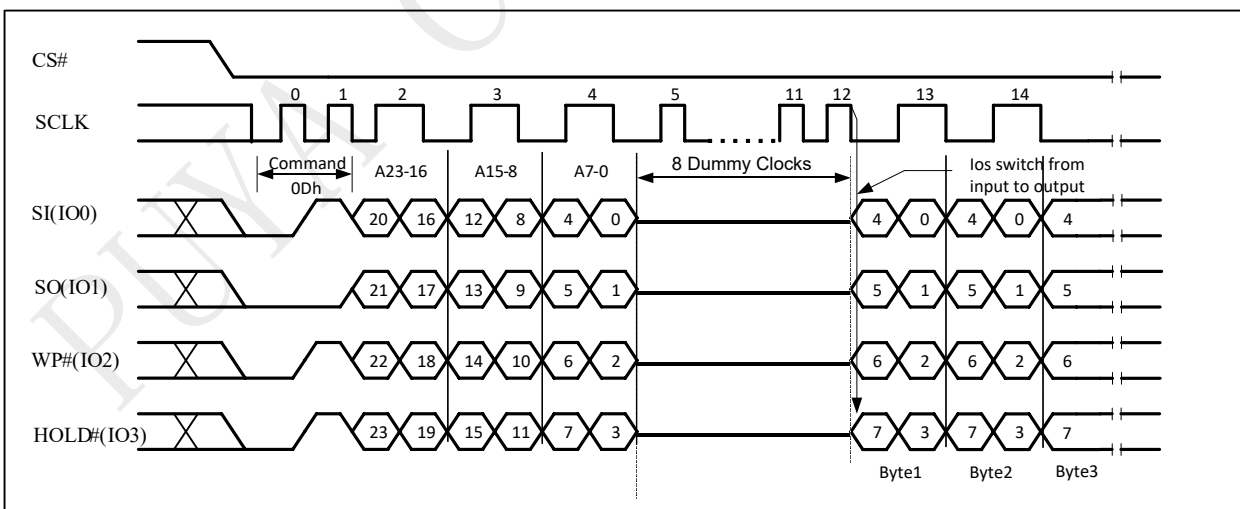 PUYA C
CS#
0 1 2 3 4 5 11 12 13 14
SCLK
Command
0Dh
A23-16 A15-8 A7-0 8 Dummy Clocks
Ios switch from
input to output
SI(IO0) 20 16 12 8 4 0 4 0 4 0 4
SO(IO1) 21 17 13 9 5 1 5 1 5 1 5
WP#(IO2) 22 18 14 10 6 2 6 2 6 2 6
HOLD#(IO3) 23 19 15 11 7 3 7 3 7 3 7
Byte1 Byte2 Byte3